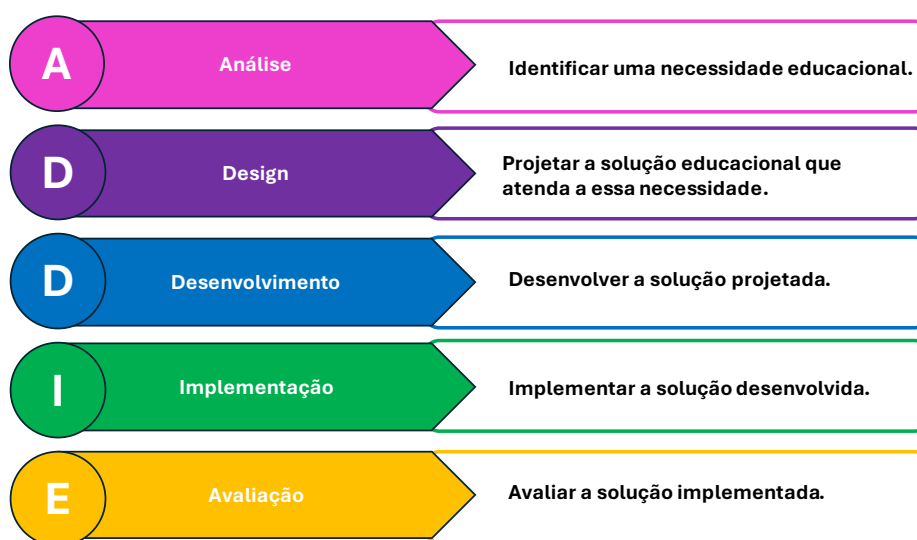 A
Análise
Identificar uma necessidade educacional.
D
Design
Projetar a solução educacional que
atenda a essa necessidade.
D
Desenvolvimento
Desenvolver a solução projetada.
I
Implementação
Implementar a solução desenvolvida.
E
Avaliação
Avaliar a solução implementada.